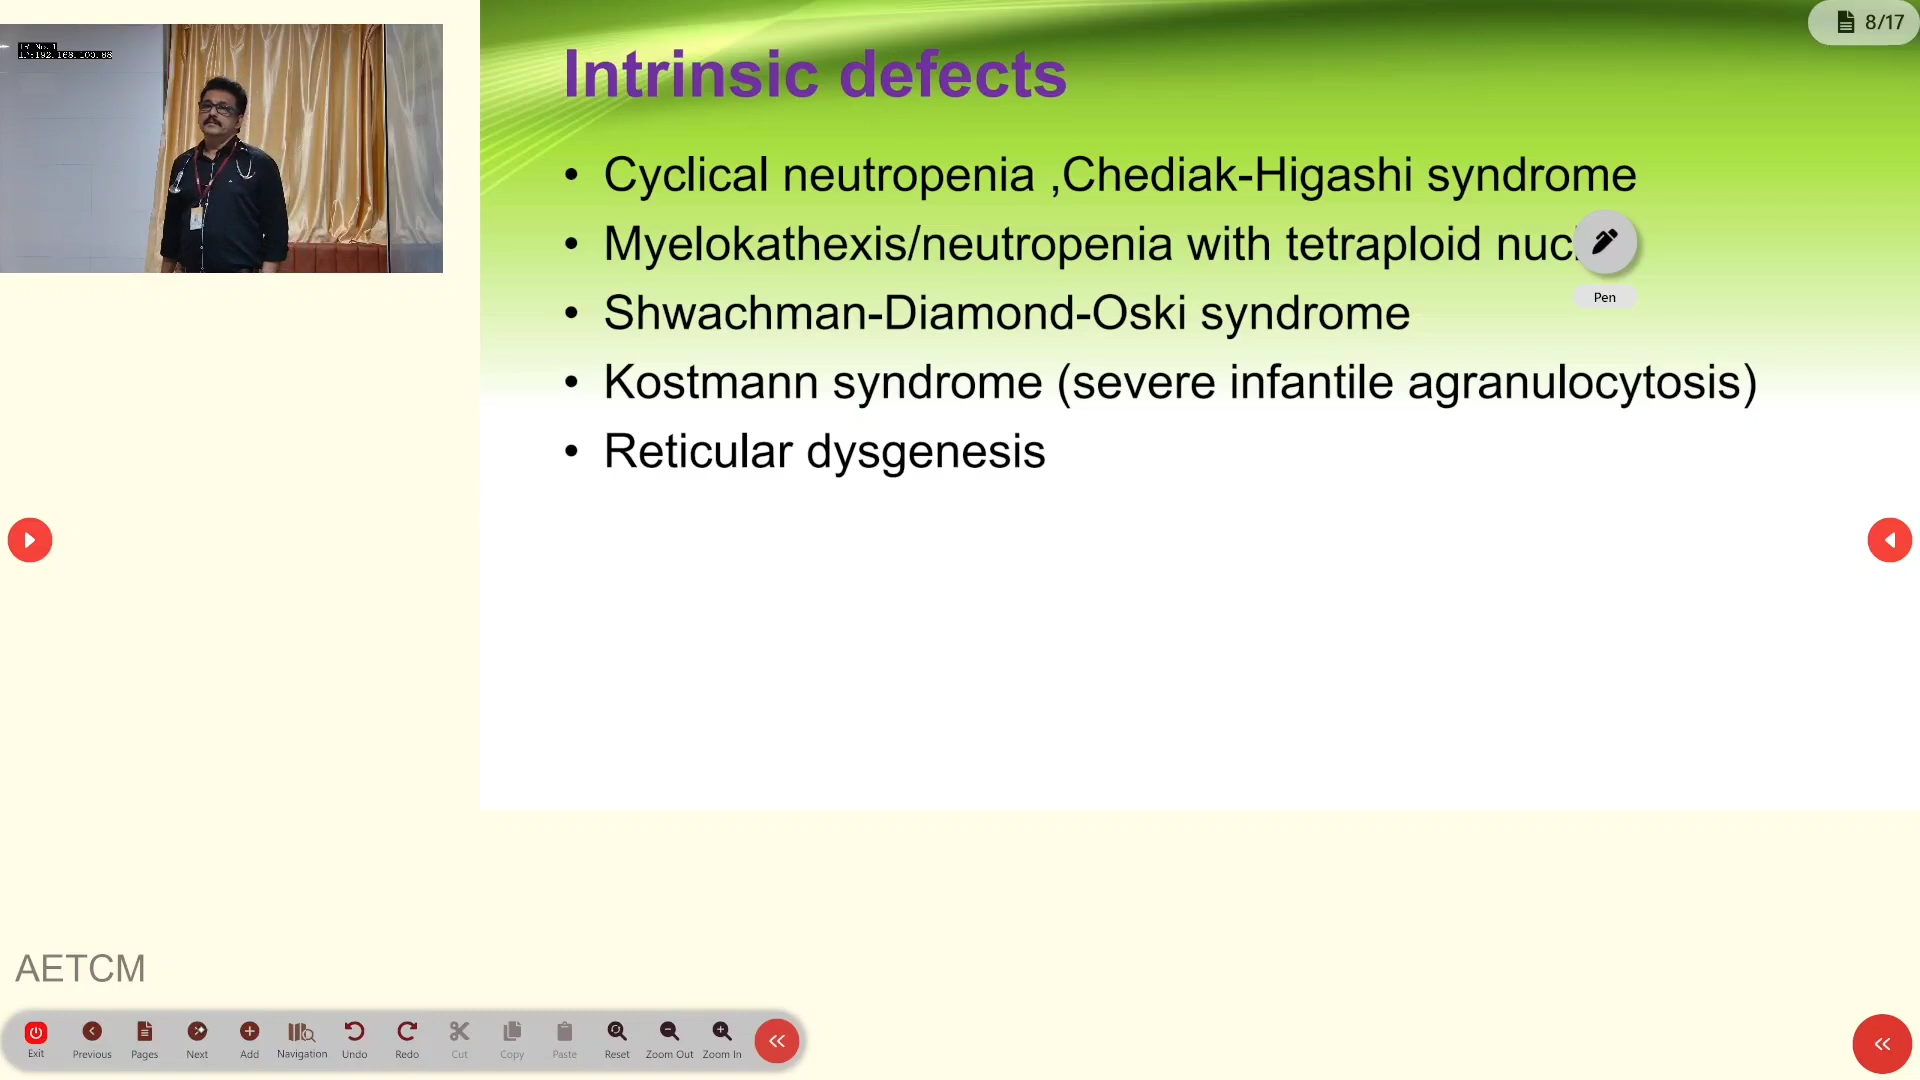 8/17
Intrinsic defects
• Cyclical neutropenia ,Chediak-Higashi syndrome
• Myelokathexis/neutropenia with tetraploid
• Shwachman-Diamond-Oski syndrome
• Kostmann syndrome (severe infantile agranulocytosis)
• Reticular dysgenesis
Pen
AETCM
Exit
Previous
Pages
Next
Add
Navigation
Undo
Redo
Cut
Copy
Paste
Reset
Zoom Out
Zoom In